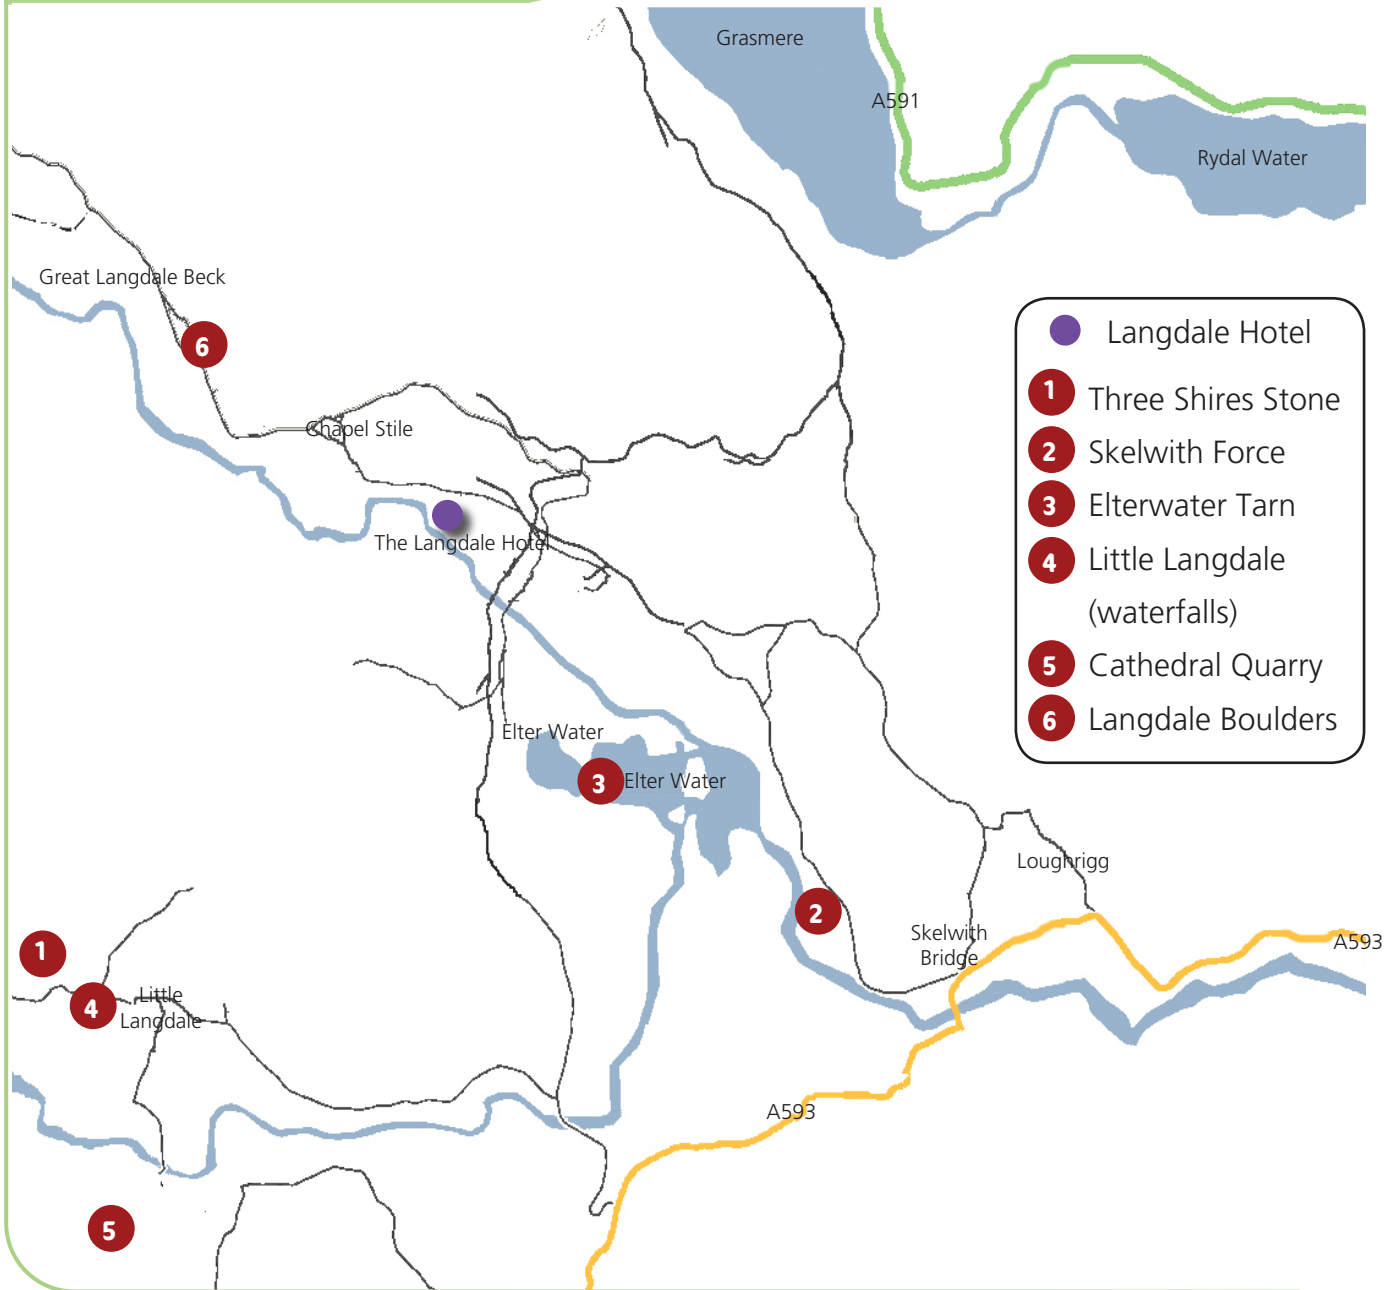 Grasmere
A591
Rydal Water
Great Langdale Beck
6
Chapel Stile
The Langdale Hotel
Langdale Hotel
1 Three Shires Stone
2 Skelwith Force
3 Elterwater Tarn
4 Little Langdale
(waterfalls)
5 Cathedral Quarry
6 Langdale Boulders
Elter Water
3 Elter Water
Loughrigg
2
Skelwith
Bridge
A593
1
4
Little
Langdale
A593
5